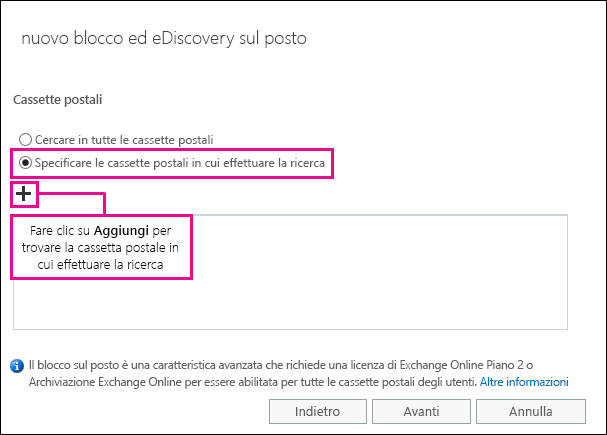 nuovo blocco ed eDiscovery sul posto
Cassette postali
Cercare in tutte le cassette postali
Specificare le cassette postali in cui effettuare la ricerca
Fare clic su Aggiungi per
trovare la cassetta postale in
cui effettuare la ricerca
Il blocco sul posto è una caratteristica avanzata che richiede una licenza di Exchange Online Piano 2 o
Archiviazione Exchange Online per essere abilitata per tutte le cassette postali degli utenti. Altre informazioni
Indietro
Avanti
Annulla